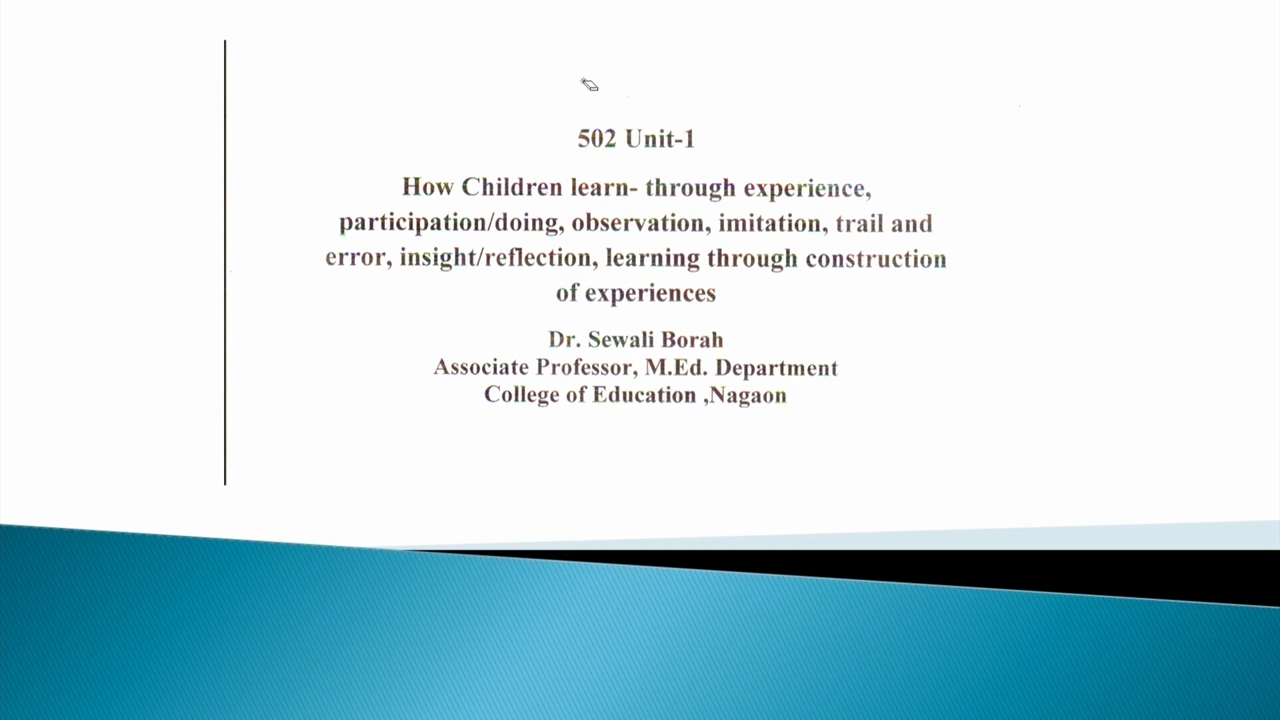 502 Unit-1
How Children learn- through experience,
participation/doing, observation, imitation, trail and
error, insight/reflection, learning through construction
of experiences
Dr. Sewali Borah
Associate Professor, M.Ed. Department
College of Education ,Nagaon